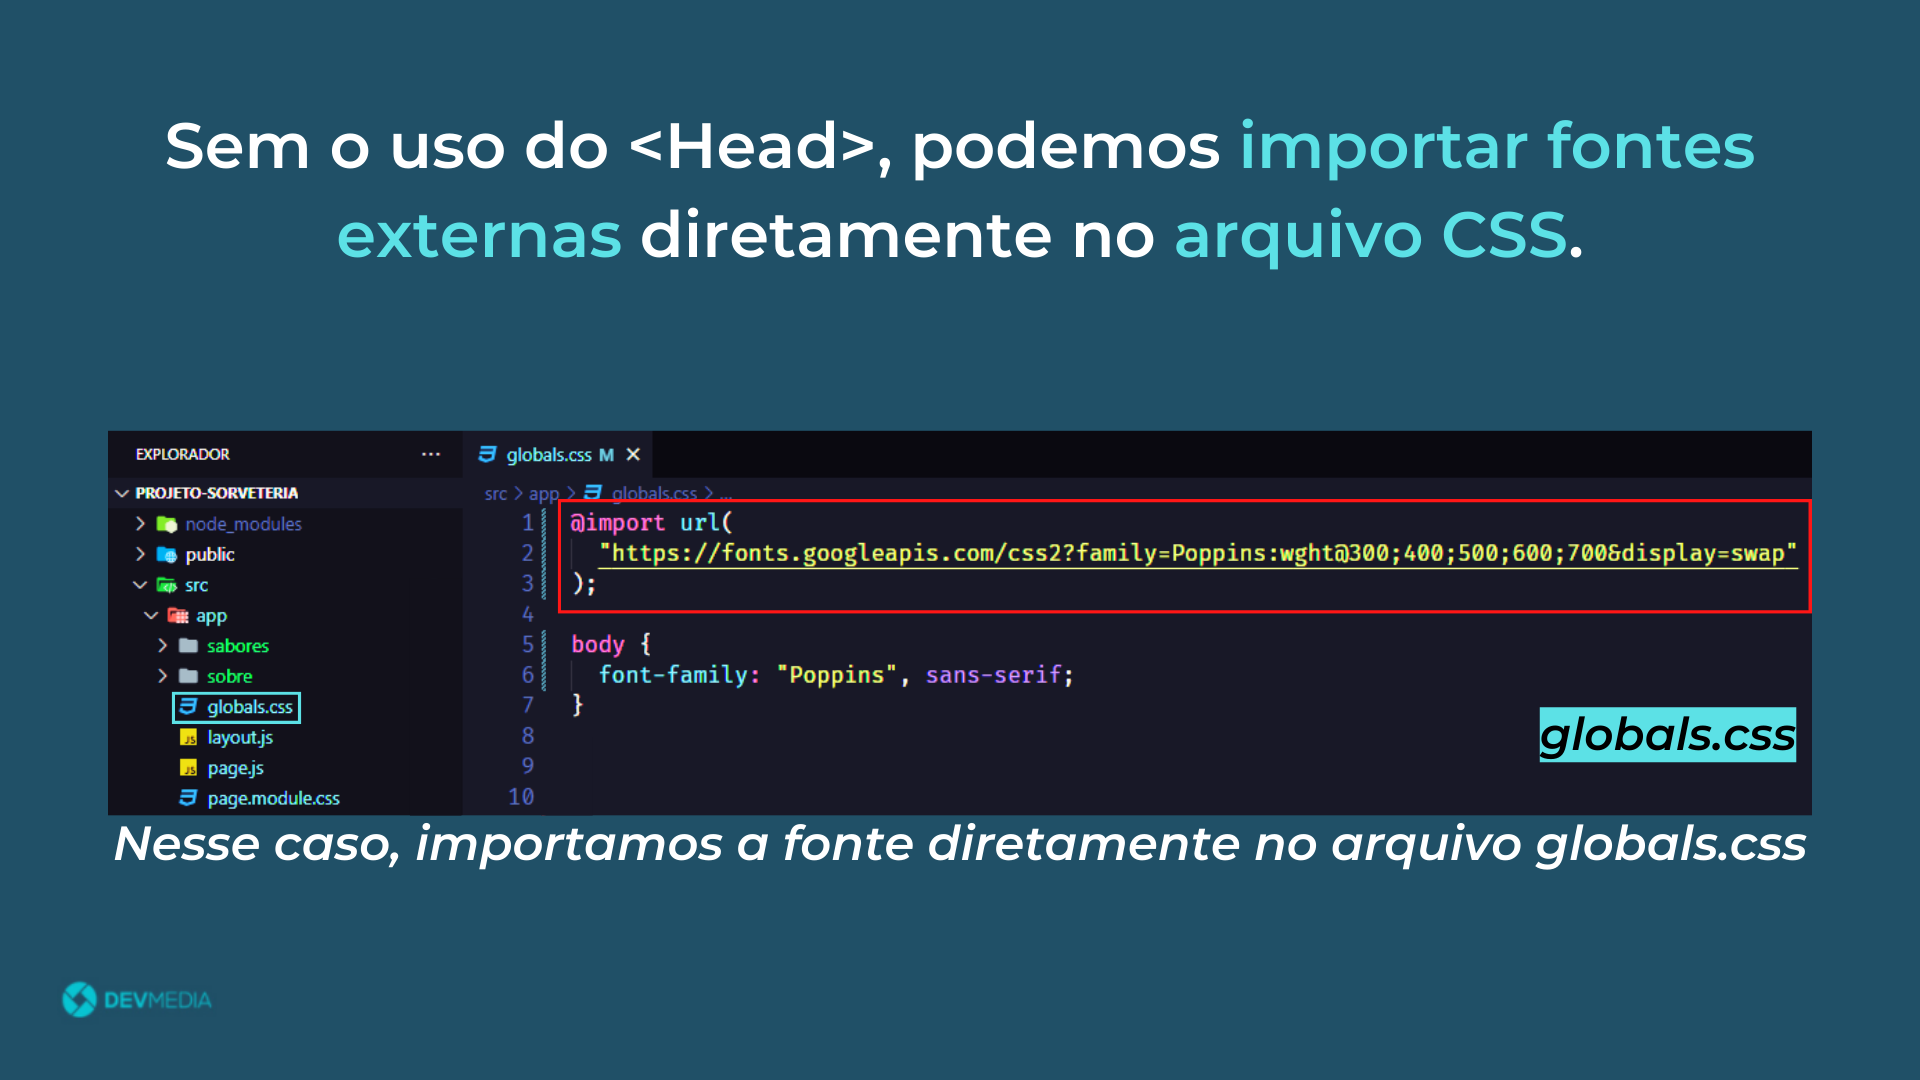 Sem o uso do <Head>, podemos importar fontes
externas diretamente no arquivo CSS.
EXPLORADOR ...
PROJETO-SORVETERIA
node_modules
public
src
app
sabores
sobre
globals.css
layout.js
page.js
page.module.css
globals.css M ×
src > app > globals.css > ...
1 @import url(
2 "https://fonts.googleapis.com/css2?family=Poppins:wght@300;400;500;600;700&display=swap"
3 );
4
5 body {
6 font-family: "Poppins", sans-serif;
7 }
8
9
10
globals.css
Nesse caso, importamos a fonte diretamente no arquivo globals.css
DEVMEDIA